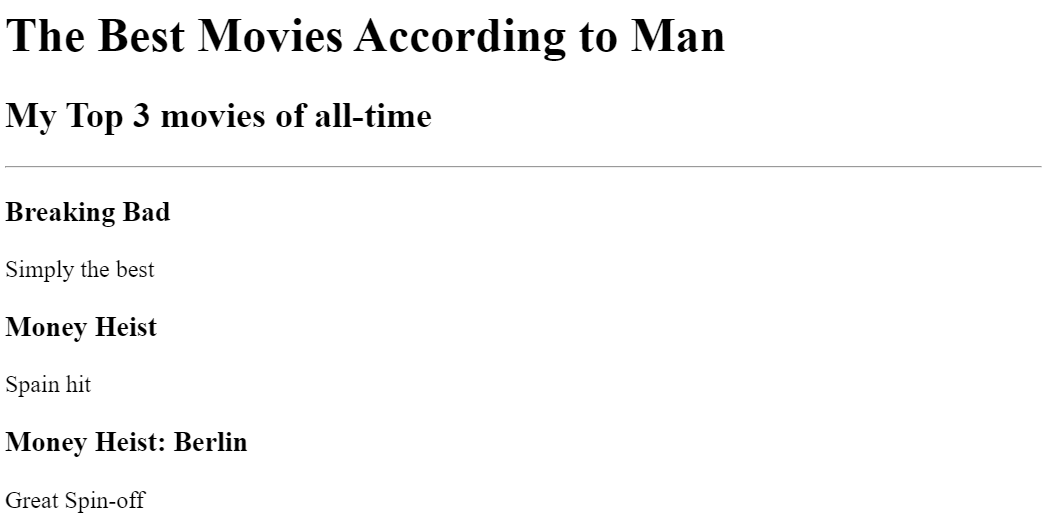 The Best Movies According to Man
My Top 3 movies of all-time
Breaking Bad
Simply the best
Money Heist
Spain hit
Money Heist: Berlin
Great Spin-off